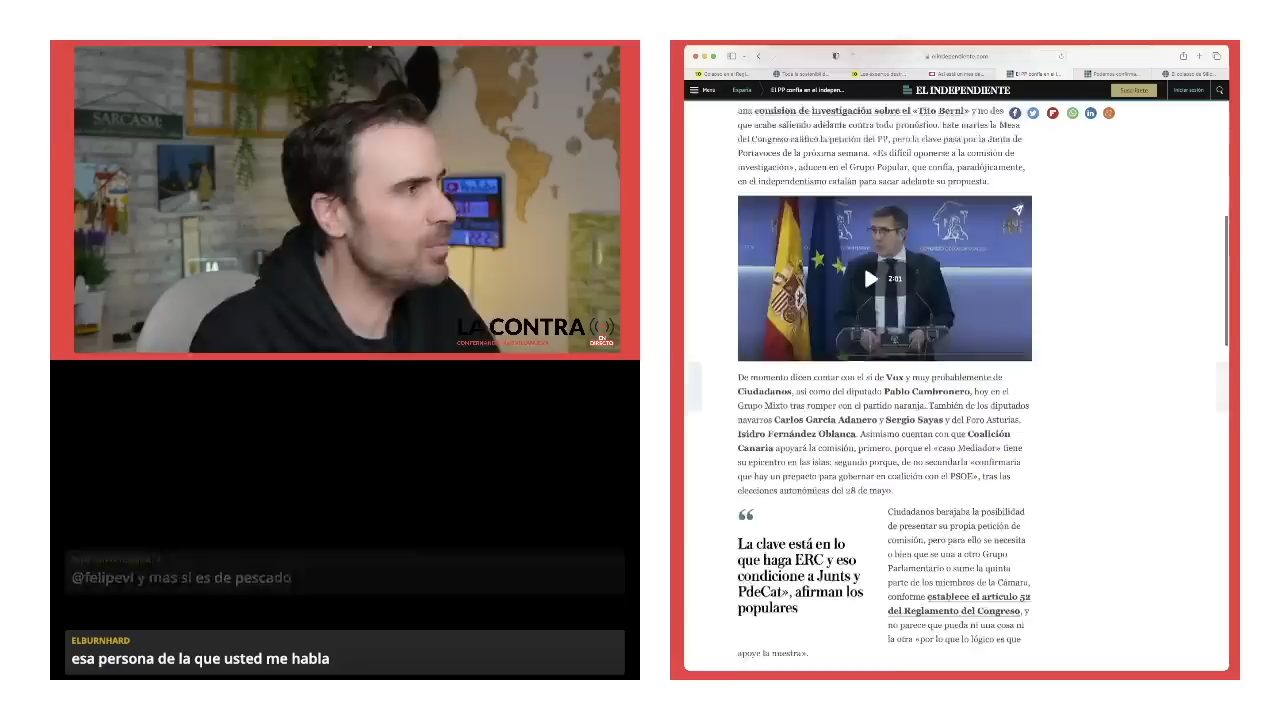 SARCASM:
YouTube
LA CONTRA
EN DIRECTO
@felipevi y mas si es de pescado
ELBURNHARD
esa persona de la que usted me habla
elindependiente.com
Menú
España
El PP confía en el indepen...
EL INDEPENDIENTE
Suscríbete
Iniciar sesión
una comisión de investigación sobre el «Tito Berni» y no des
que acabe saliendo adelante contra todo pronóstico. Este martes la Mesa
del Congreso calificó la petición del PP, pero la clave pasa por la Junta de
Portavoces de la próxima semana. «Es difícil oponerse a la comisión de
investigación», aducen en el Grupo Popular, que confía, paradójicamente,
en el independentismo catalán para sacar adelante su propuesta.
2:01
De momento dicen contar con el sí de Vox y muy probablemente de
Ciudadanos, así como del diputado Pablo Cambronero, hoy en el
Grupo Mixto tras romper con el partido naranja. También de los diputados
navarros Carlos García Adanero y Sergio Sayas y del Foro Asturias,
Isidro Fernández Oblanca. Asimismo cuentan con que Coalición
Canaria apoyará la comisión, primero, porque el «caso Mediador» tiene
su epicentro en las islas; segundo porque, de no secundarla «confirmaría
que hay un prepacto para gobernar en coalición con el PSOE», tras las
elecciones autonómicas del 28 de mayo.
“
La clave está en lo
que haga ERC y eso
condicione a Junts y
PdeCat», afirman los
populares
Ciudadanos barajaba la posibilidad
de presentar su propia petición de
comisión, pero para ello se necesita
o bien que se una a otro Grupo
Parlamentario o sume la quinta
parte de los miembros de la Cámara,
conforme establece el artículo 52
del Reglamento del Congreso, y
no parece que pueda ni una cosa ni
la otra «por lo que lo lógico es que
apoye la nuestra».